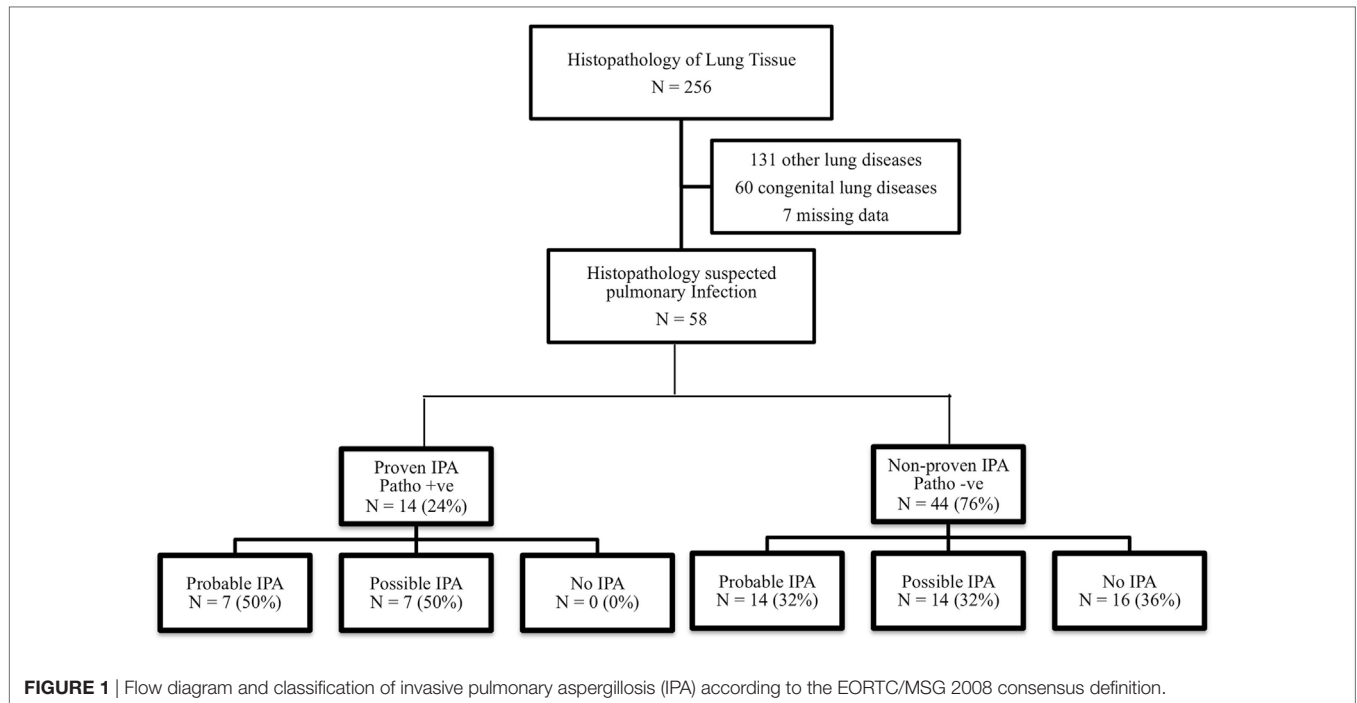 Histopathology of Lung Tissue
N = 256
131 other lung diseases
60 congenital lung diseases
7 missing data
Histopathology suspected
pulmonary Infection
N = 58
Proven IPA
Patho +ve
N = 14 (24%)
Non-proven IPA
Patho -ve
N = 44 (76%)
Probable IPA
N = 7 (50%)
Possible IPA
N = 7 (50%)
No IPA
N = 0 (0%)
Probable IPA
N = 14 (32%)
Possible IPA
N = 14 (32%)
No IPA
N = 16 (36%)
FIGURE 1 | Flow diagram and classification of invasive pulmonary aspergillosis (IPA) according to the EORTC/MSG 2008 consensus definition.